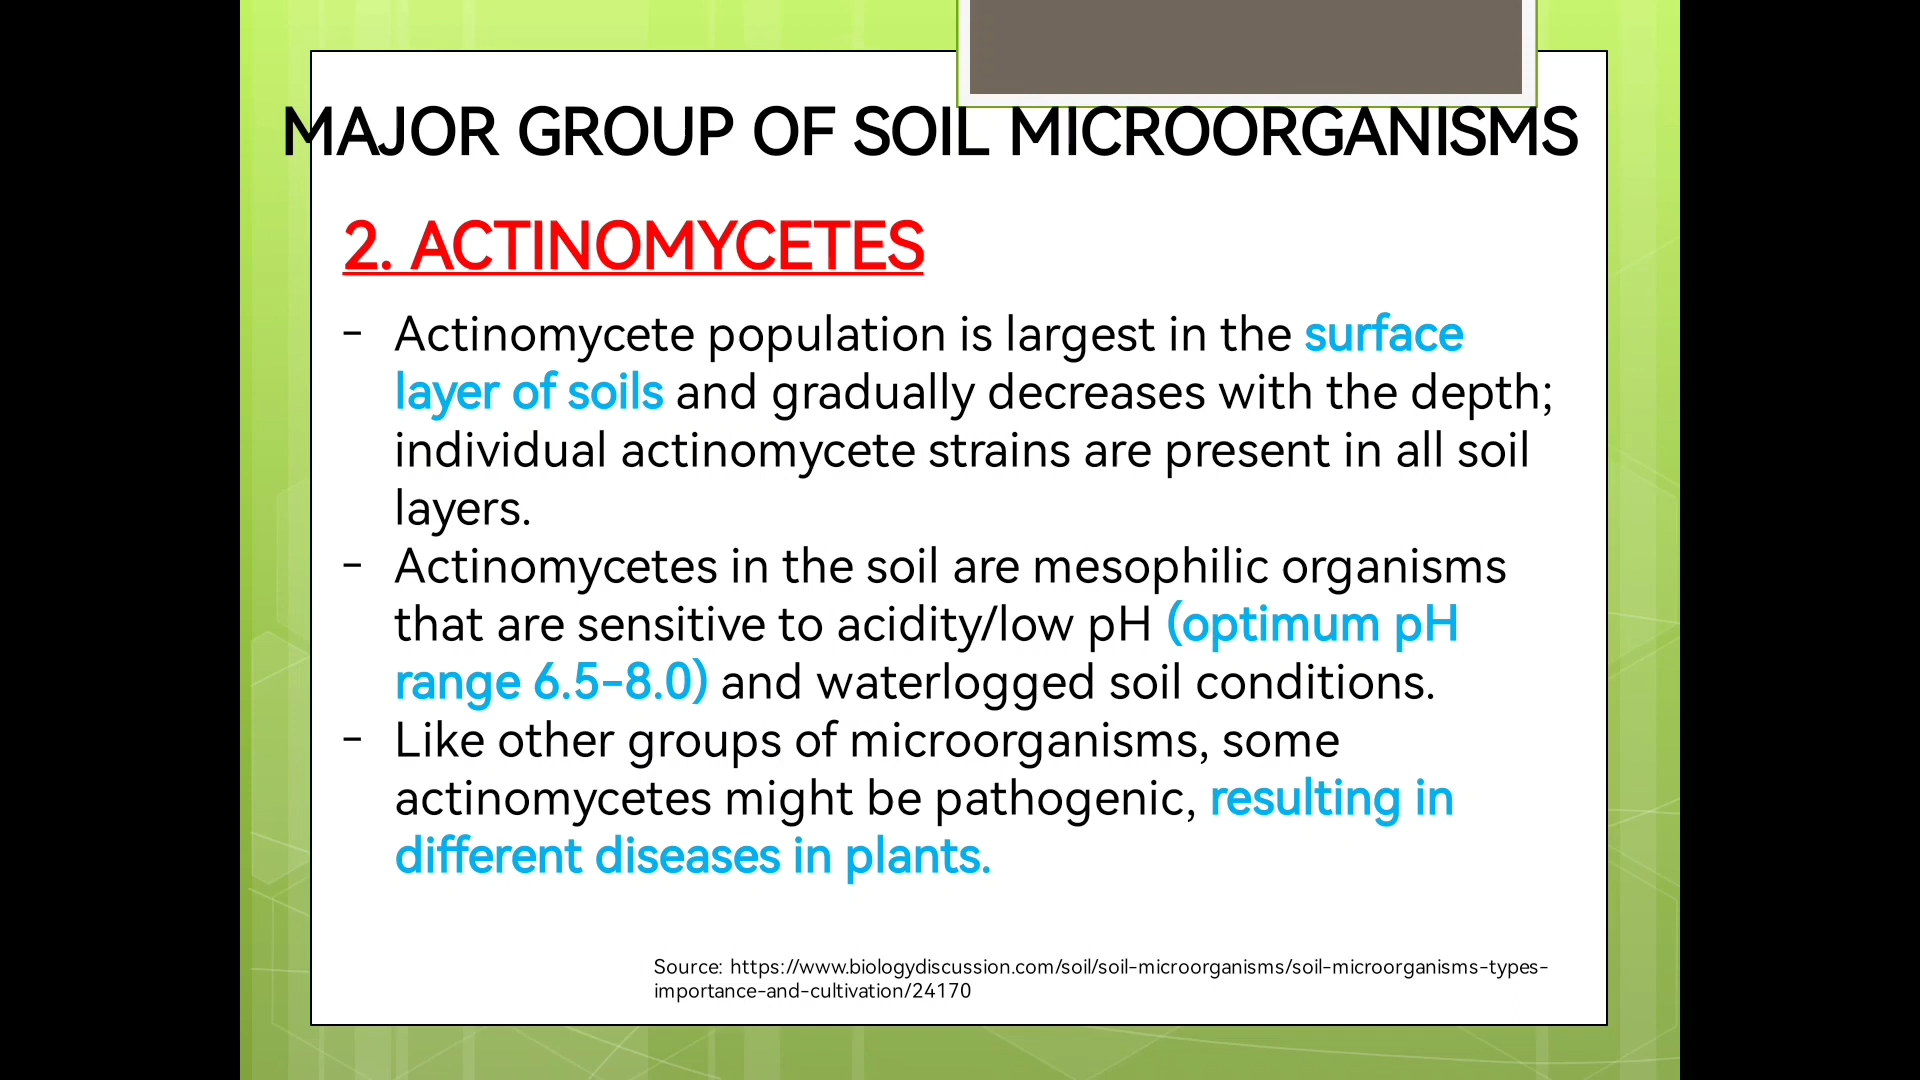 MAJOR GROUP OF SOIL MICROORGANISMS
2. ACTINOMYCETES
- Actinomycete population is largest in the surface
layer of soils and gradually decreases with the depth;
individual actinomycete strains are present in all soil
layers.
- Actinomycetes in the soil are mesophilic organisms
that are sensitive to acidity/low pH (optimum pH
range 6.5-8.0) and waterlogged soil conditions.
- Like other groups of microorganisms, some
actinomycetes might be pathogenic, resulting in
different diseases in plants.
Source: https://www.biologydiscussion.com/soil/soil-microorganisms/soil-microorganisms-types-
importance-and-cultivation/24170